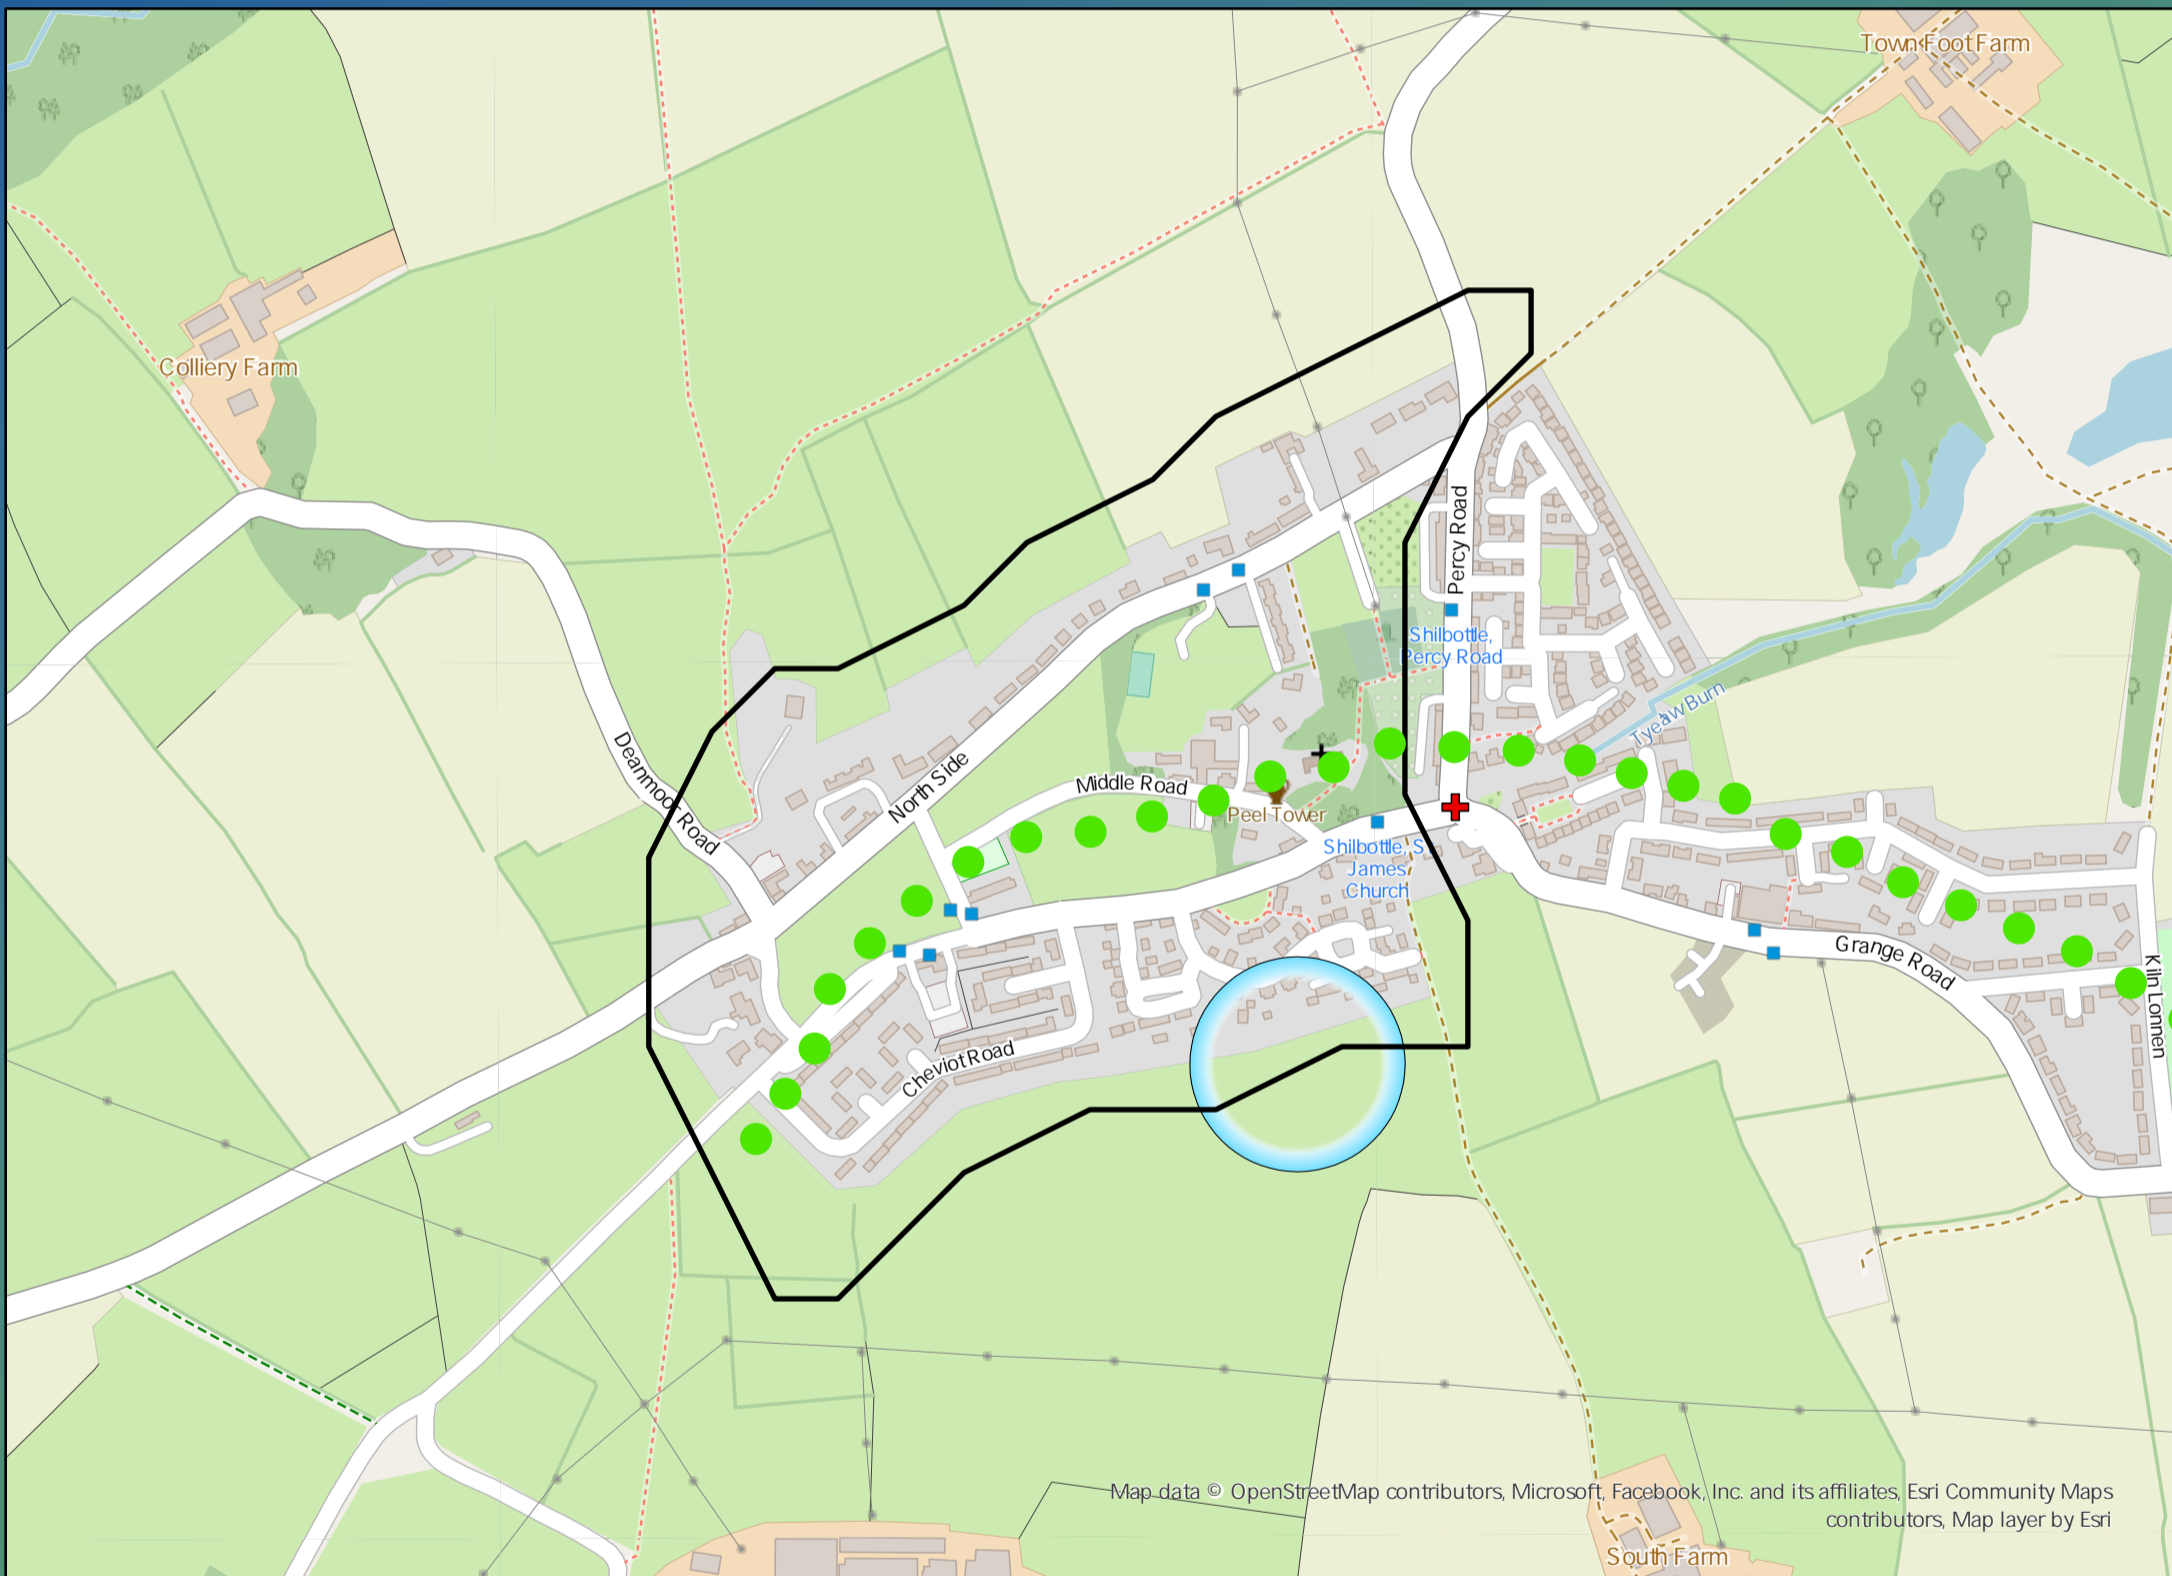 Town Foot Farm
Colliery Farm
Percy Road
Shilbottle,
Percy Road
Tyelaw Burn
Deanmoor Road
North Side
Middle Road
Peel Tower
Shilbottle, S
James
Church
Grange Road
Kiln Lonnen
Cheviot Road
Map data © OpenStreetMap contributors, Microsoft, Facebook, Inc. and its affiliates, Esri Community Maps
contributors, Map layer by Esri
South Farm